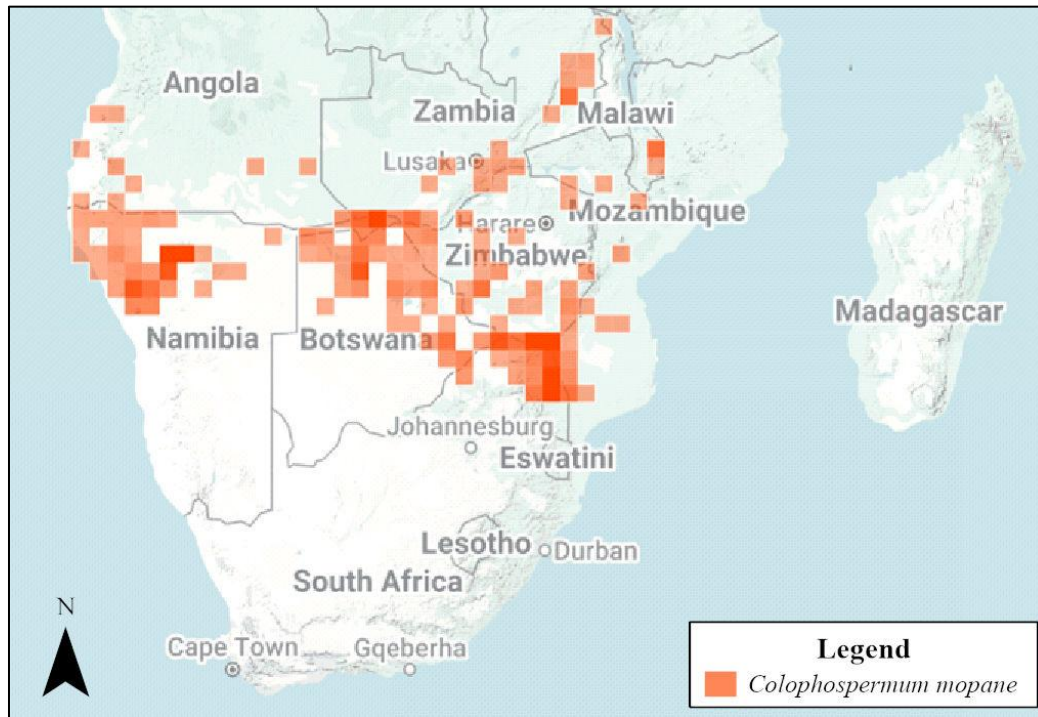 Angola
Zambia
Malawi
Lusaka
Harare
Mozambique
Zimbabwe
Madagascar
Namibia
Botswana
Johannesburg
Eswatini
Lesotho
Durban
South Africa
N
Cape Town
Gqeberha
Legend
Colophospermum mopane